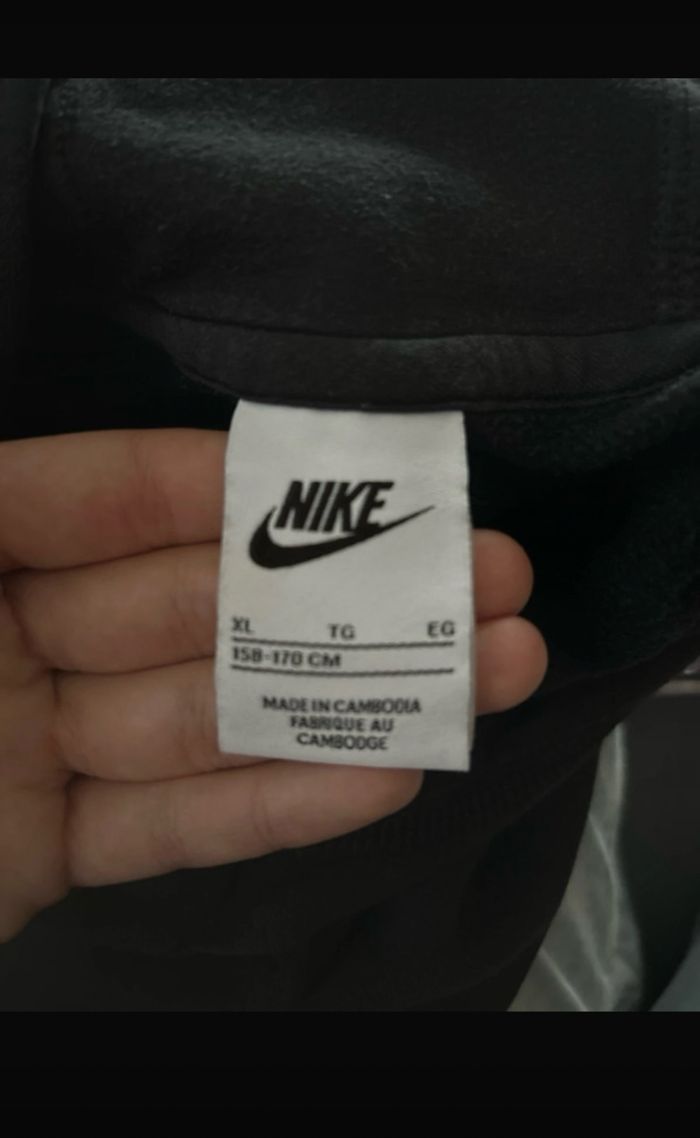 NIKE
XL TG EG
158-170 CM
MADE IN CAMBODIA
FABRIQUE AU
CAMBODGE